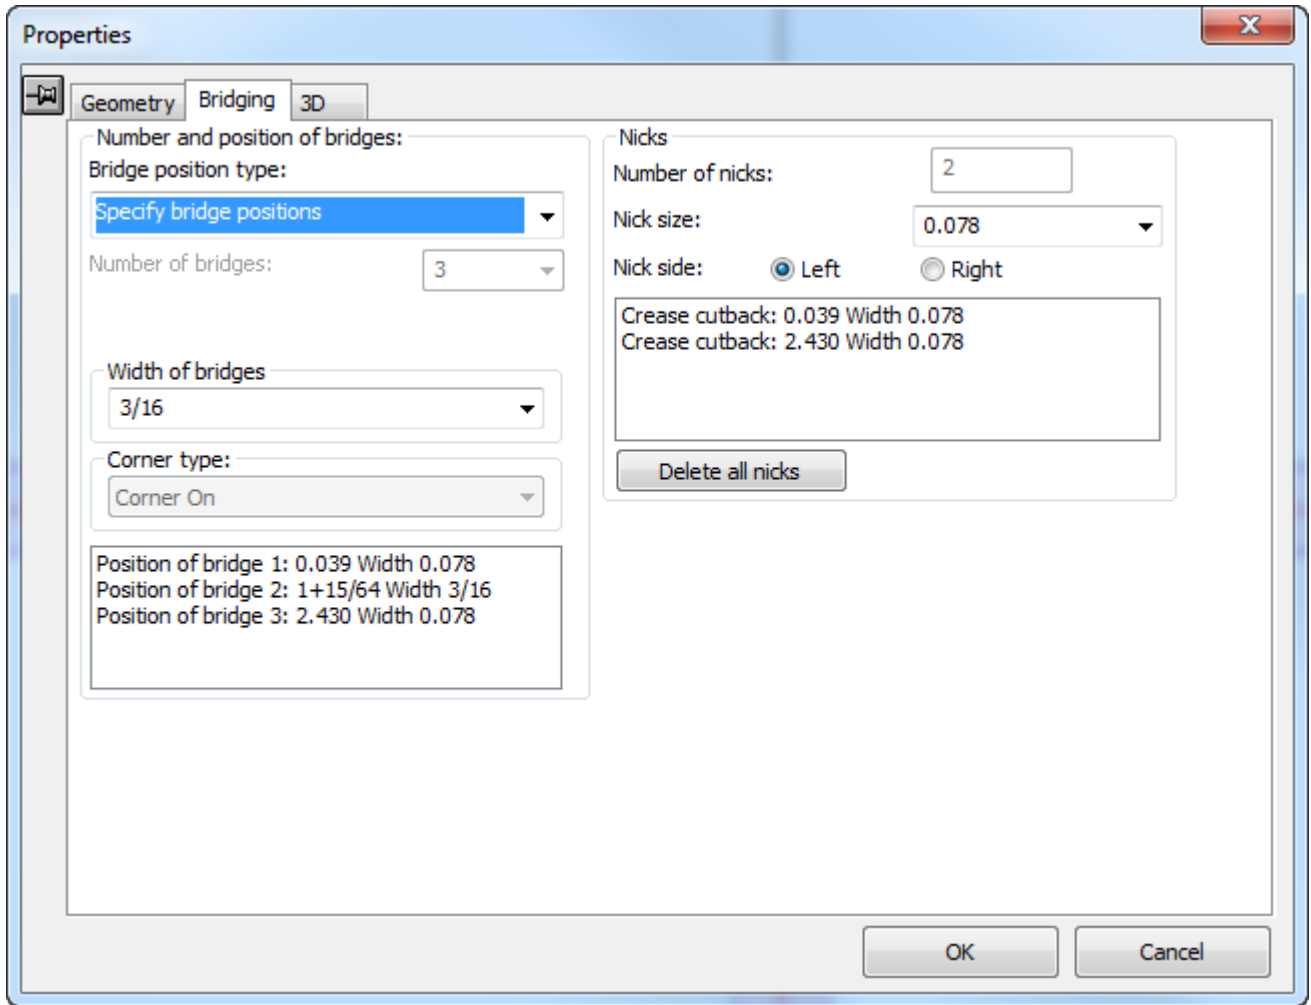 Properties
Geometry Bridging 3D
Number and position of bridges:
Bridge position type:
Specify bridge positions
Number of bridges: 3
Width of bridges
3/16
Corner type:
Corner On
Position of bridge 1: 0.039 Width 0.078
Position of bridge 2: 1+15/64 Width 3/16
Position of bridge 3: 2.430 Width 0.078
Nicks
Number of nicks: 2
Nick size: 0.078
Nick side: Left Right
Crease cutback: 0.039 Width 0.078
Crease cutback: 2.430 Width 0.078
Delete all nicks
OK Cancel